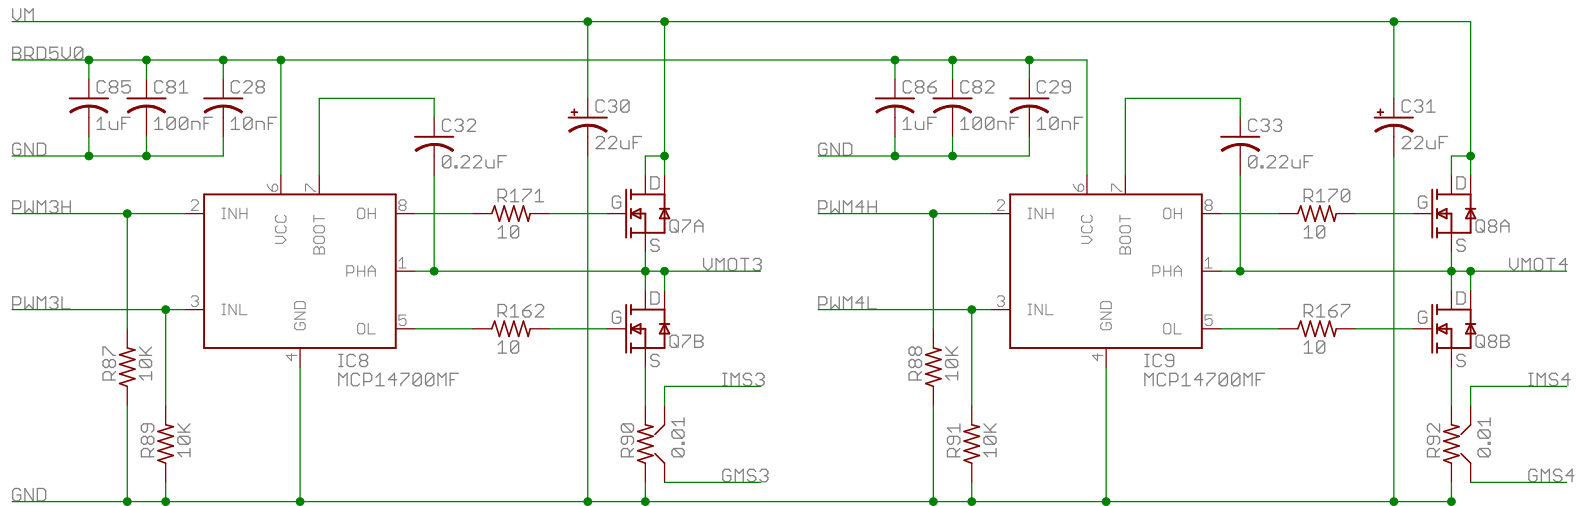 VM
BRD5V0
C85 C81 C28
1uF 100nF 10nF
C30
22uF
C32
0.22uF
GND
C86 C82 C29
1uF 100nF 10nF
C31
22uF
C33
0.22uF
GND
PWM3H
2 INH
6 VCC
7 BOOT
OH 8
R171
10
G D S
Q7A
PHA 1
VMOT3
PWM3L
3 INL
GND 4
OL 5
R162
10
G D S
Q7B
IC8
MCP14700MF
R87 10K
R89 10K
IMS3
R90 0.01
GMS3
GND
PWM4H
2 INH
6 VCC
7 BOOT
OH 8
R170
10
G D S
Q8A
PHA 1
VMOT4
PWM4L
3 INL
GND 4
OL 5
R167
10
G D S
Q8B
IC9
MCP14700MF
R88 10K
R91 10K
IMS4
R92 0.01
GMS4